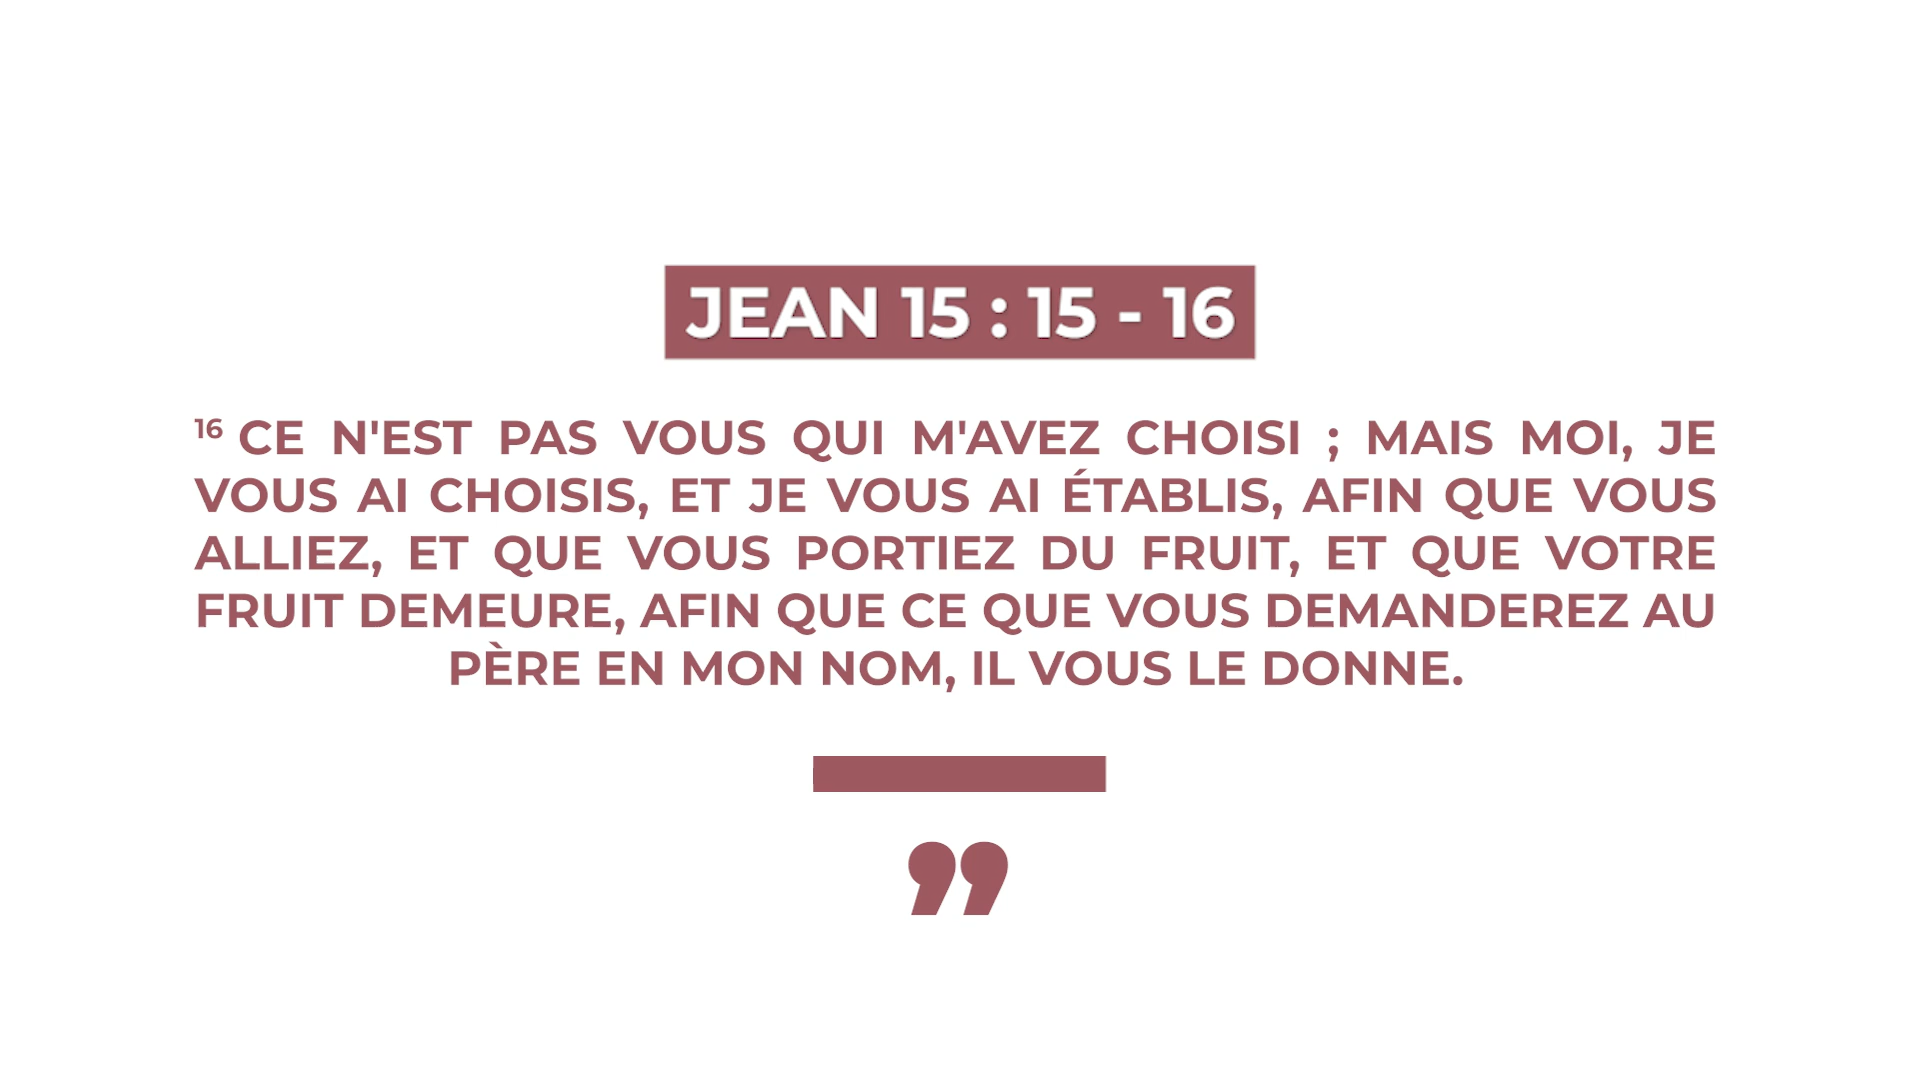 JEAN 15 : 15 - 16
16 CE N'EST PAS VOUS QUI M'AVEZ CHOISI ; MAIS MOI, JE
VOUS AI CHOISIS, ET JE VOUS AI ÉTABLIS, AFIN QUE VOUS
ALLIEZ, ET QUE VOUS PORTIEZ DU FRUIT, ET QUE VOTRE
FRUIT DEMEURE, AFIN QUE CE QUE VOUS DEMANDEREZ AU
PÈRE EN MON NOM, IL VOUS LE DONNE.
”